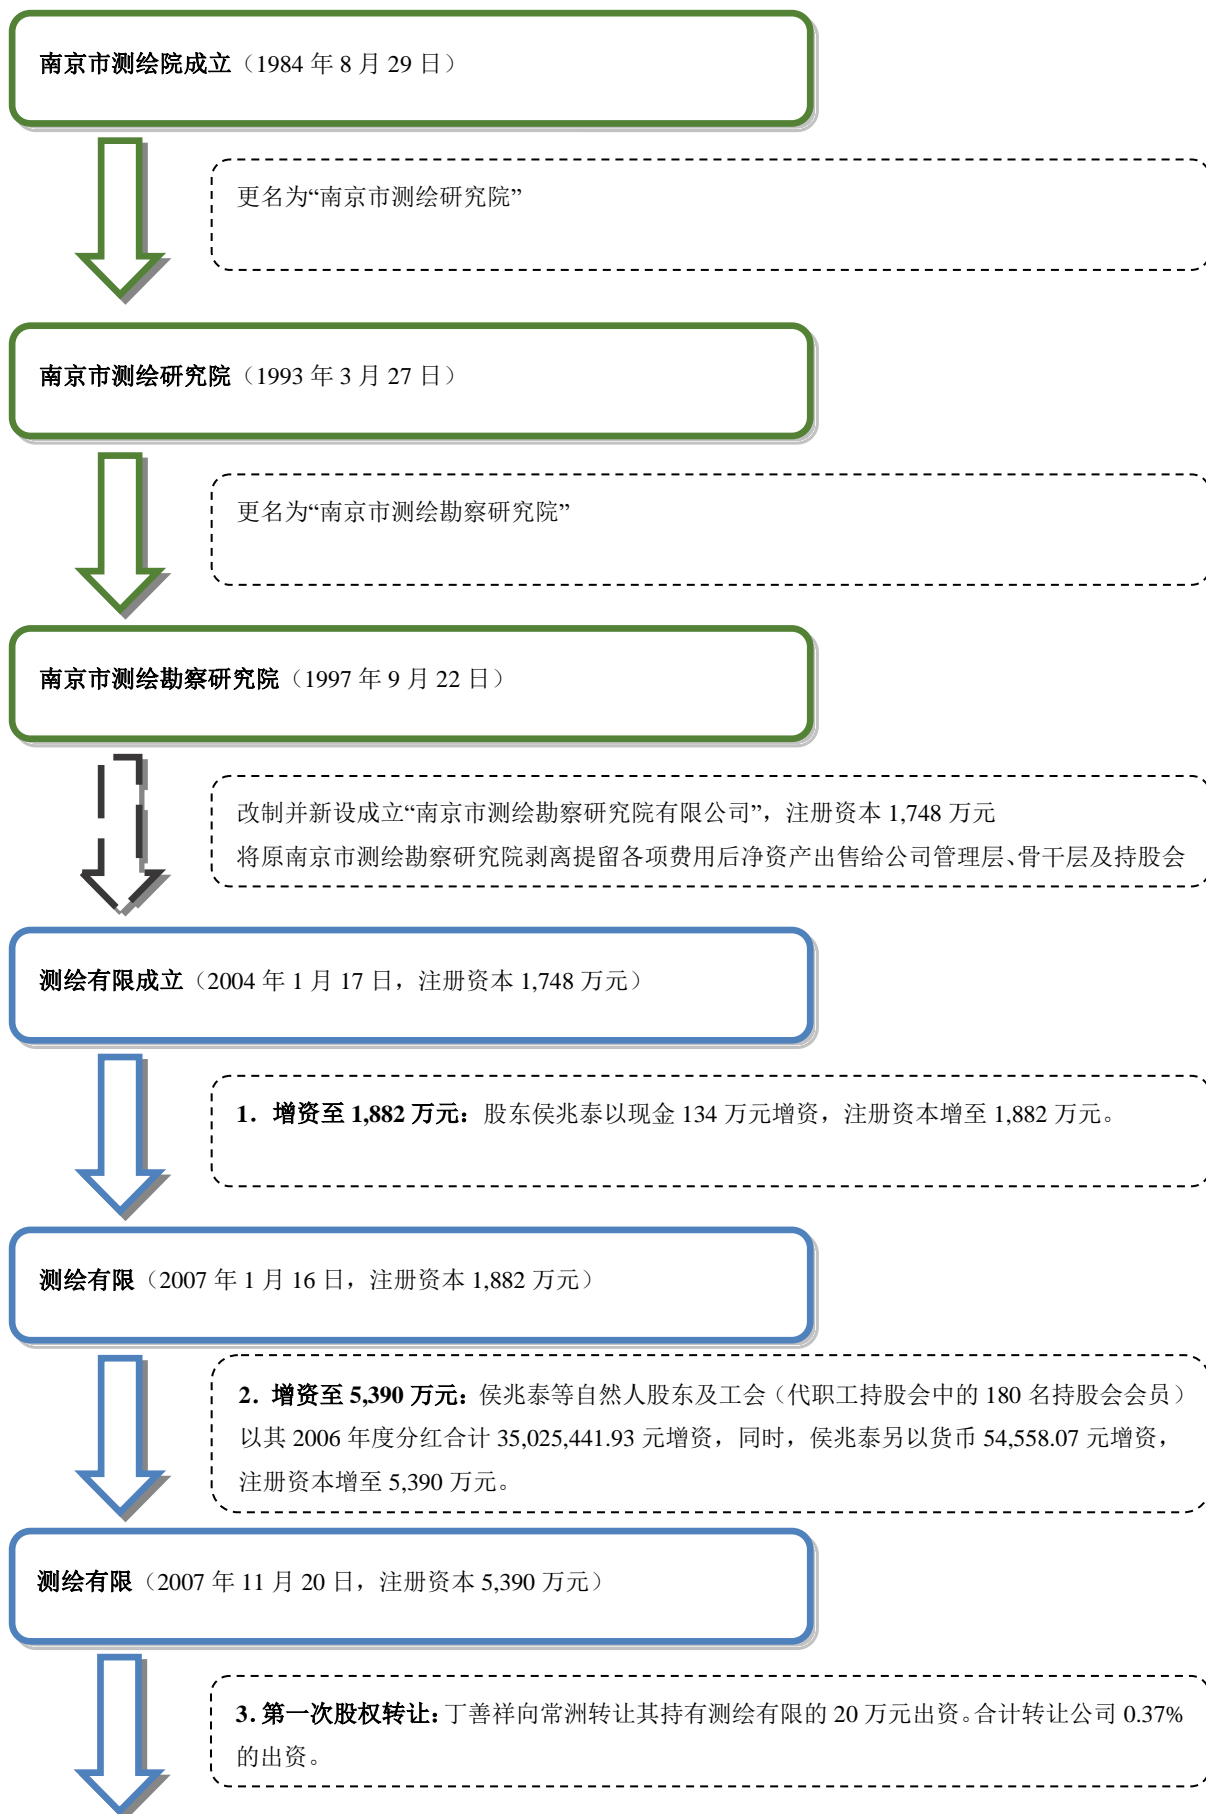 南京市测绘院成立（1984 年 8 月 29 日）
更名为“南京市测绘研究院”
南京市测绘研究院（1993 年 3 月 27 日）
更名为“南京市测绘勘察研究院”
南京市测绘勘察研究院（1997 年 9 月 22 日）
改制并新设成立“南京市测绘勘察研究院有限公司”，注册资本 1,748 万元
将原南京市测绘勘察研究院剥离提留各项费用后净资产出售给公司管理层、骨干层及持股会
测绘有限成立（2004 年 1 月 17 日，注册资本 1,748 万元）
1. 增资至 1,882 万元：股东侯兆泰以现金 134 万元增资，注册资本增至 1,882 万元。
测绘有限（2007 年 1 月 16 日，注册资本 1,882 万元）
2. 增资至 5,390 万元：侯兆泰等自然人股东及工会（代职工持股会中的 180 名持股会会员）
以其 2006 年度分红合计 35,025,441.93 元增资，同时，侯兆泰另以货币 54,558.07 元增资，
注册资本增至 5,390 万元。
测绘有限（2007 年 11 月 20 日，注册资本 5,390 万元）
3. 第一次股权转让：丁善祥向常洲转让其持有测绘有限的 20 万元出资。合计转让公司 0.37%
的出资。